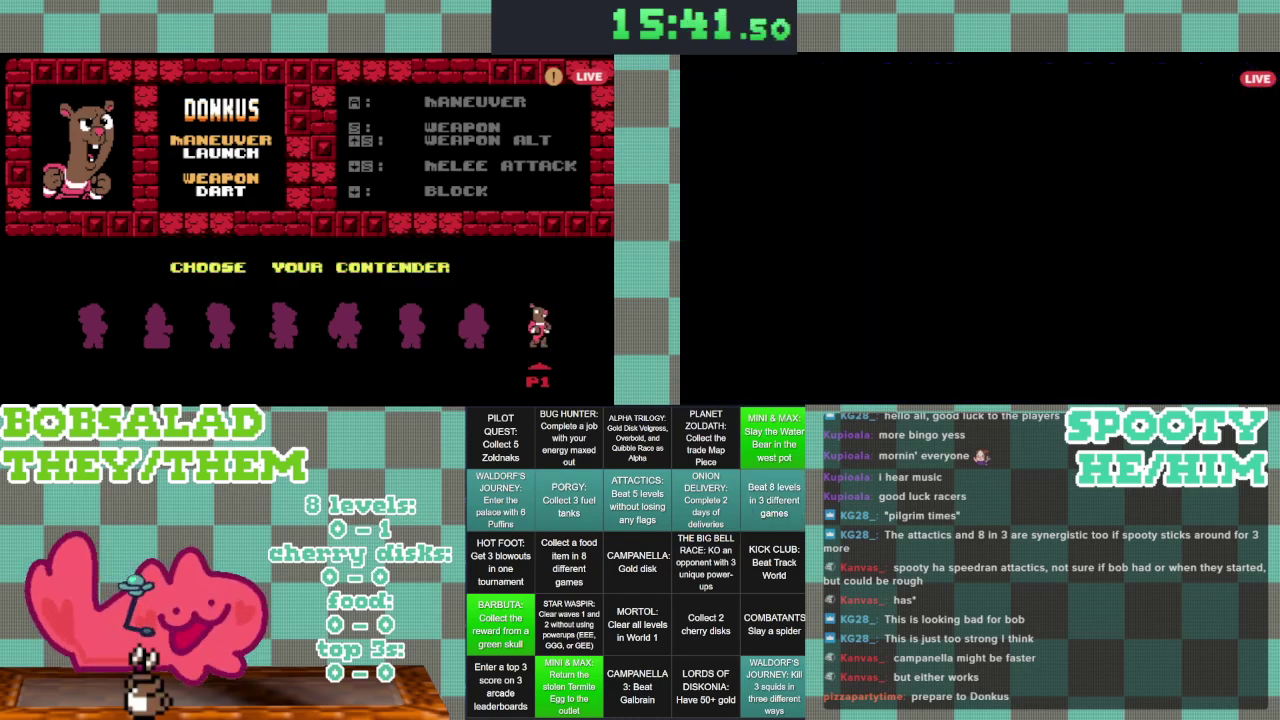 15:41.50
LIVE
LIVE
DONKUS
MANEUVER
LAUNCH
WEAPON
DART
A: MANEUVER
S: WEAPON
S: WEAPON ALT
S: MELEE ATTACK
: BLOCK
CHOOSE YOUR CONTENDER
P1
BOBSALAD
THEY/THEM
8 levels:
0 - 1
cherry disks:
0 - 0
food:
0 - 0
top 3s:
0 - 0
PILOT
QUEST:
Collect 5
Zoldnaks
BUG HUNTER:
Complete a job
with your
energy maxed
out
ALPHA TRILOGY:
Gold Disk Velgress,
Overbold, and
Quibble Race as
Alpha
PLANET
ZOLDATH:
Collect the
trade Map
Piece
MINI & MAX:
Slay the Water
Bear in the
west pot
WALDORF'S
JOURNEY:
Enter the
palace with 6
Puffins
PORGY:
Collect 3 fuel
tanks
ATTACTICS:
Beat 5 levels
without losing
any flags
ONION
DELIVERY:
Complete 2
days of
deliveries
Beat 8 levels
in 3 different
games
HOT FOOT:
Get 3 blowouts
in one
tournament
Collect a food
item in 8
different
games
CAMPANELLA:
Gold disk
THE BIG BELL
RACE: KO an
opponent with 3
unique power-
ups
KICK CLUB:
Beat Track
World
BARBUTA:
Collect the
reward from a
green skull
STAR WASPIR:
Clear waves 1 and
2 without using
powerups (EEE,
GGG, or GEE)
MORTOL:
Clear all levels
in World 1
Collect 2
cherry disks
COMBATANTS:
Slay a spider
Enter a top 3
score on 3
arcade
leaderboards
MINI & MAX:
Return the
stolen Termite
Egg to the
outlet
CAMPANELLA
3: Beat
Galbrain
LORDS OF
DISKONIA:
Have 50+ gold
WALDORF'S
JOURNEY: Kill
3 squids in
three different
ways
SPOOTY
HE/HIM
KG28_: hello all, good luck to the players
Kupioala: more bingo yess
Kupioala: mornin' everyone
Kupioala: I hear music
Kupioala: good luck racers
KG28_: "pilgrim times"
KG28_: The attactics and 8 in 3 are synergistic too if spooty sticks around for 3
more
Kanvas_: spooty ha speedran attactics, not sure if bob had or when they started,
but could be rough
Kanvas_: has*
KG28_: This is looking bad for bob
KG28_: This is just too strong I think
Kanvas_: campanella might be faster
Kanvas_: but either works
pizzapartytime: prepare to Donkus